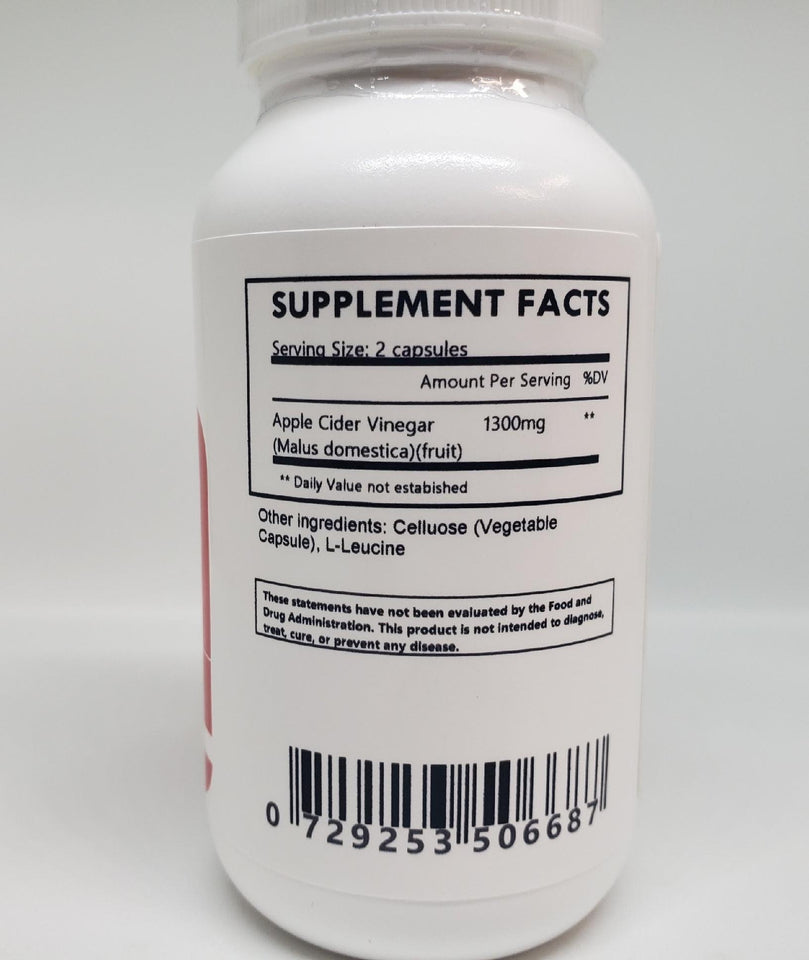 SUPPLEMENT FACTS
Serving Size: 2 capsules
Amount Per Serving %DV
Apple Cider Vinegar 1300mg **
(Malus domestica)(fruit)
** Daily Value not estabished
Other ingredients: Celluose (Vegetable
Capsule), L-Leucine
These statements have not been evaluated by the Food and
Drug Administration. This product is not intended to diagnose,
treat, cure, or prevent any disease.
0 729253 506687